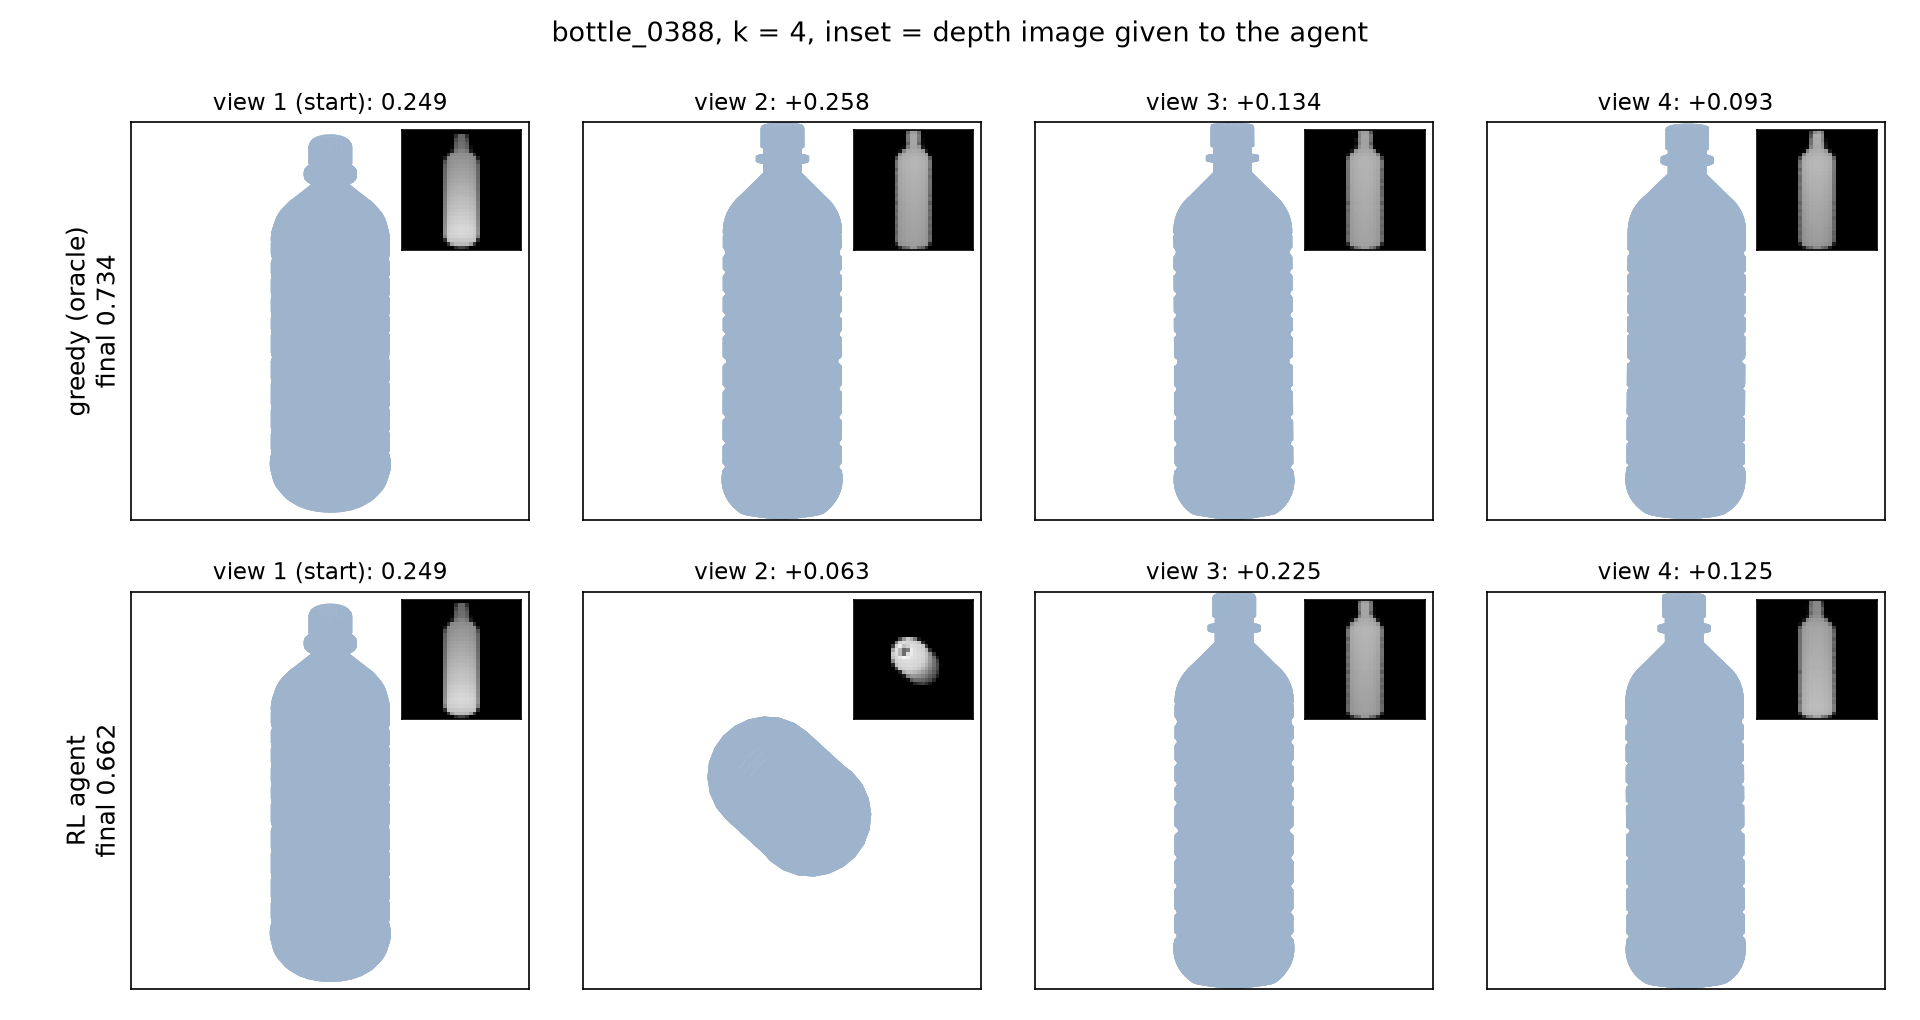 bottle_0388, k = 4, inset = depth image given to the agent
greedy (oracle)
final 0.734
view 1 (start): 0.249
view 2: +0.258
view 3: +0.134
view 4: +0.093
RL agent
final 0.662
view 1 (start): 0.249
view 2: +0.063
view 3: +0.225
view 4: +0.125